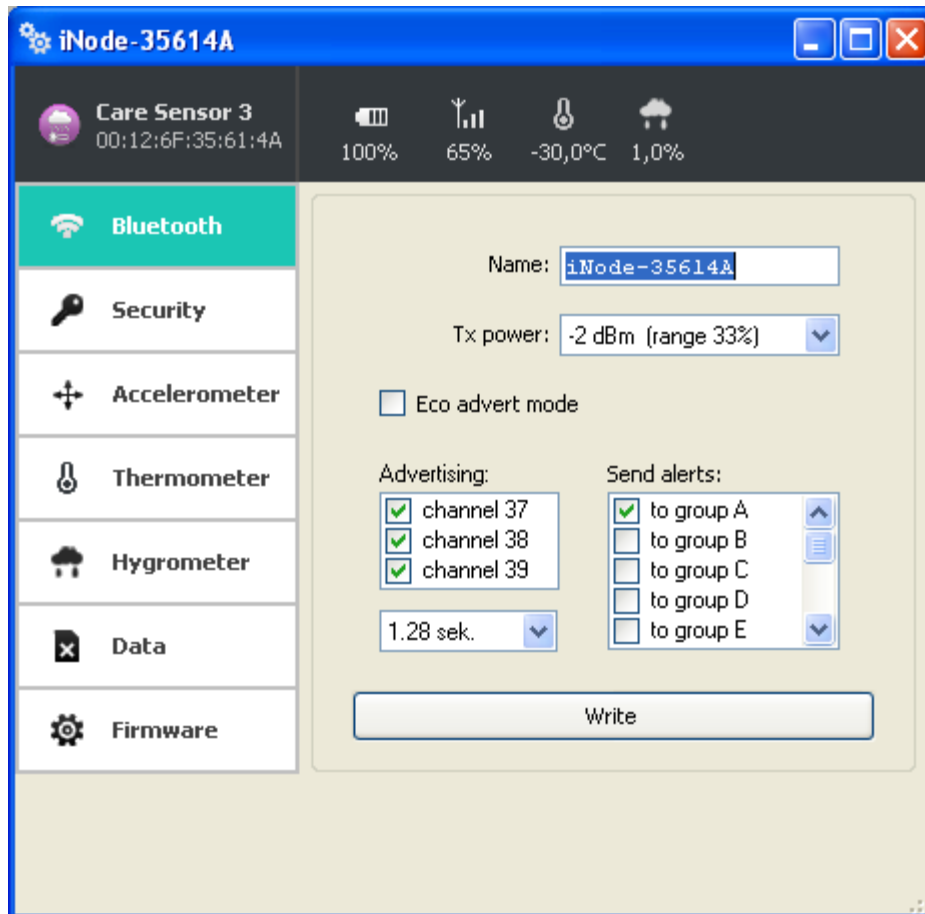 iNode-35614A
Care Sensor 3
00:12:6F:35:61:4A
100% 65% -30,0°C 1,0%
Bluetooth
Security
Accelerometer
Thermometer
Hygrometer
Data
Firmware
Name: iNode-35614A
Tx power: -2 dBm (range 33%)
Eco advert mode
Advertising:
channel 37
channel 38
channel 39
1.28 sek.
Send alerts:
to group A
to group B
to group C
to group D
to group E
Write